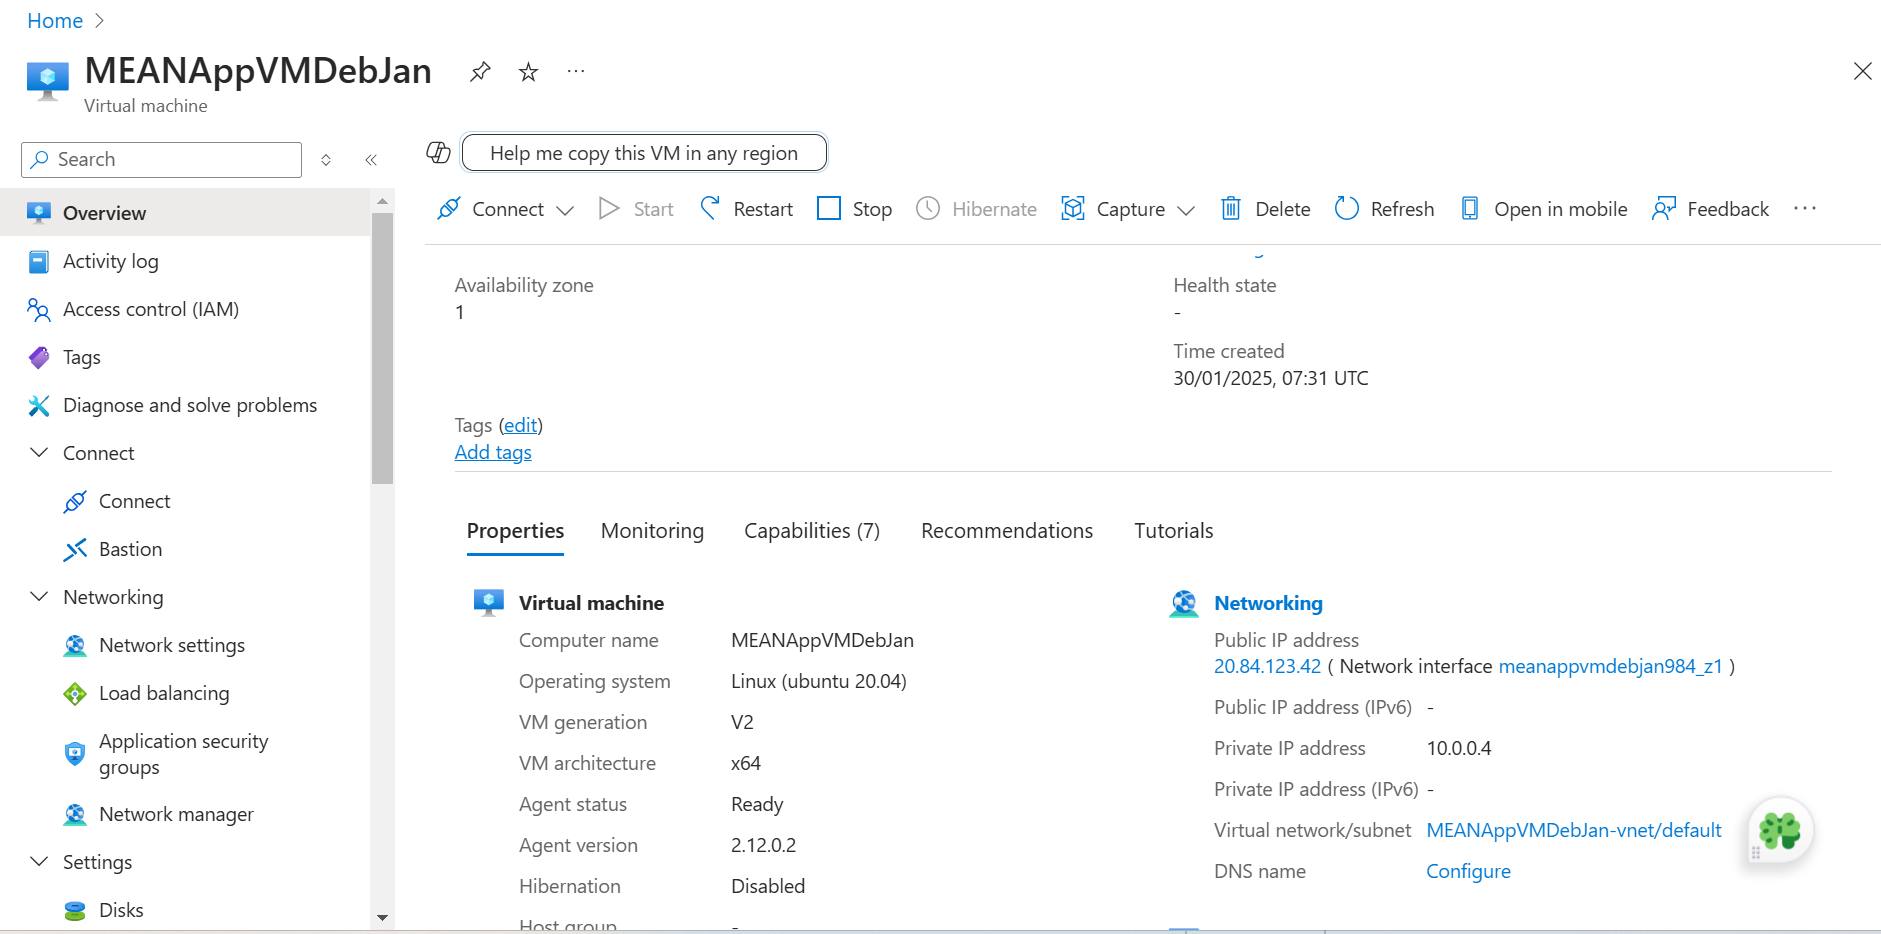 Home
MEANAppVMDebJan
Virtual machine
Search
Help me copy this VM in any region
Connect Start Restart Stop Hibernate Capture Delete Refresh Open in mobile Feedback
Overview
Activity log
Access control (IAM)
Tags
Diagnose and solve problems
Connect
Connect
Bastion
Networking
Network settings
Load balancing
Application security
groups
Network manager
Settings
Disks
Availability zone
1
Health state
-
Time created
30/01/2025, 07:31 UTC
Tags (edit)
Add tags
Properties Monitoring Capabilities (7) Recommendations Tutorials
Virtual machine
Computer name MEANAppVMDebJan
Operating system Linux (ubuntu 20.04)
VM generation V2
VM architecture x64
Agent status Ready
Agent version 2.12.0.2
Hibernation Disabled
Host group -
Networking
Public IP address
20.84.123.42 ( Network interface meanappvmdebjan984_z1 )
Public IP address (IPv6) -
Private IP address 10.0.0.4
Private IP address (IPv6) -
Virtual network/subnet MEANAppVMDebJan-vnet/default
DNS name Configure